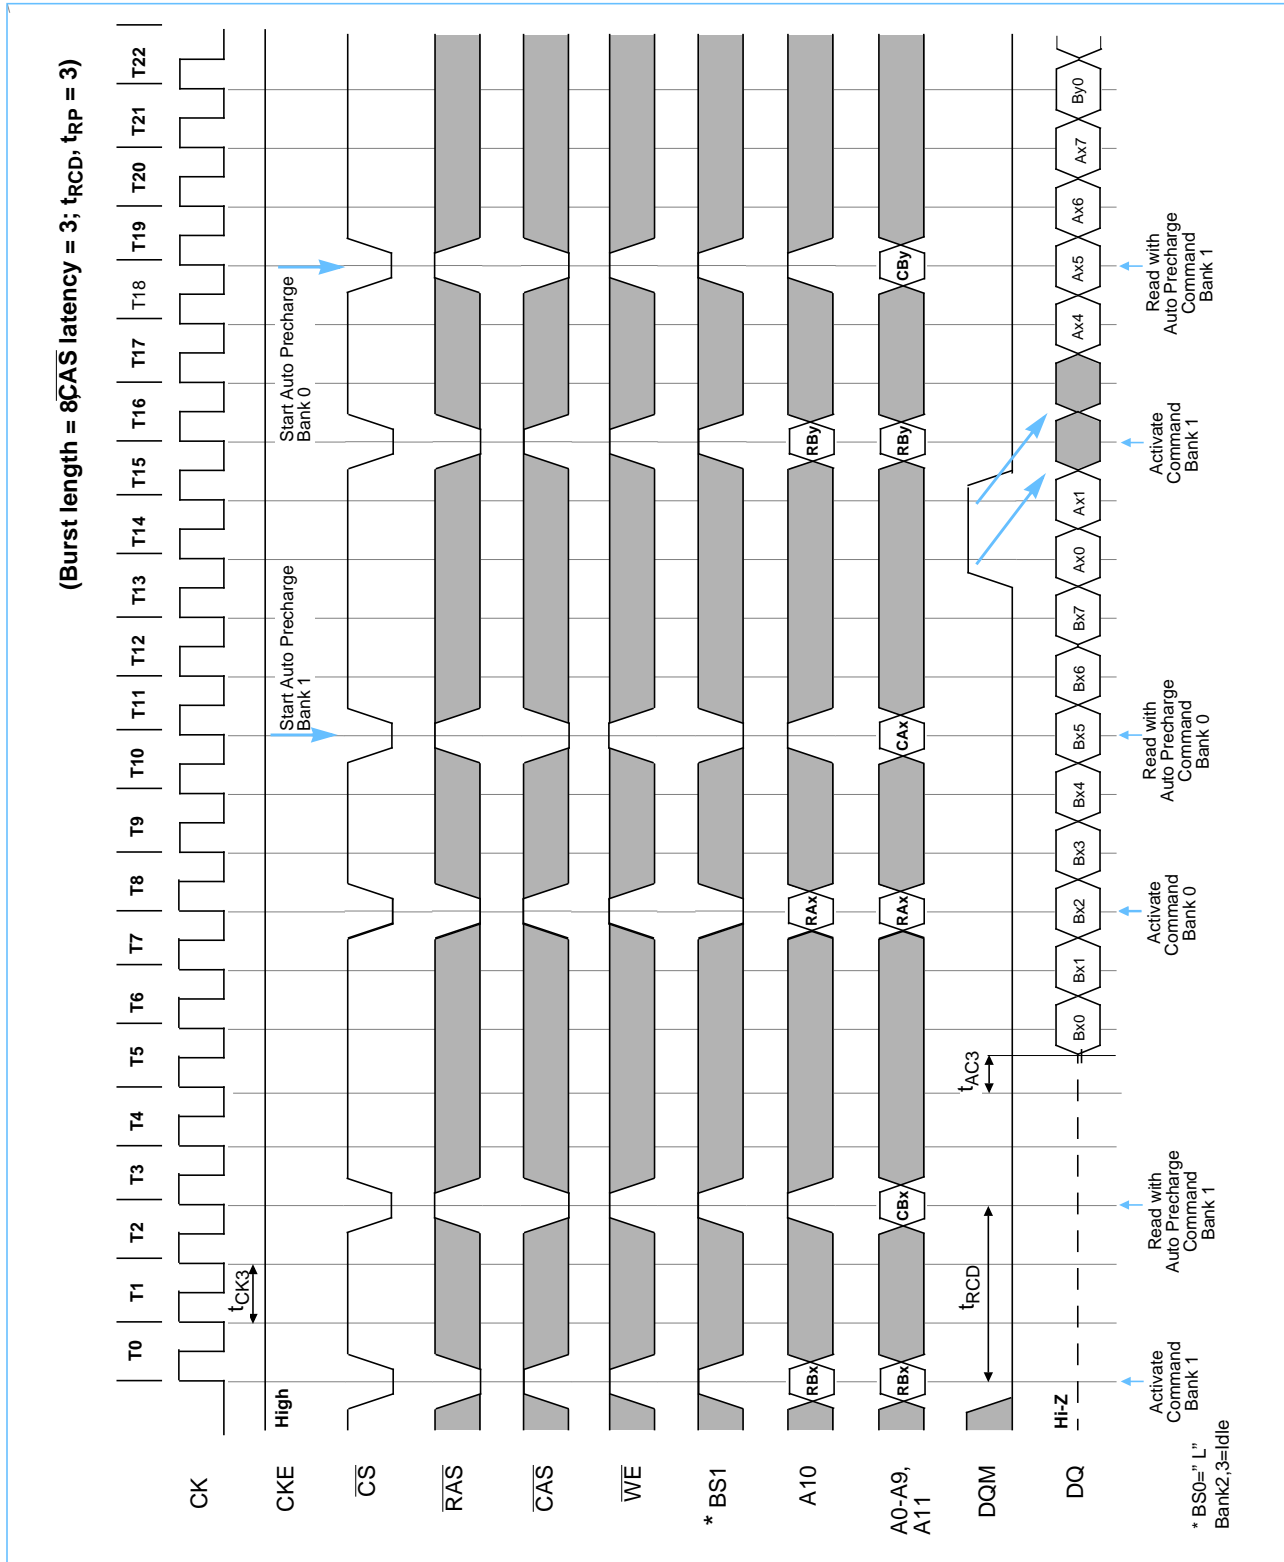 (Burst length = 8,CAS latency = 3; tRCD, tRP = 3)
T0 T1 T2 T3 T4 T5 T6 T7 T8 T9 T10 T11 T12 T13 T14 T15 T16 T17 T18 T19 T20 T21 T22
CK
tCK3
CKE
High
Start Auto Precharge
Bank 1
Start Auto Precharge
Bank 0
CS
RAS
CAS
WE
* BS1
A10
RBx RAx RBy
A0-A9,
A11
RBx CBx RAx CAx RBy CBy
DQM
tRCD
tAC3
DQ
Hi-Z
Bx0 Bx1 Bx2 Bx3 Bx4 Bx5 Bx6 Bx7 Ax0 Ax1 Ax4 Ax5 Ax6 Ax7 By0
Activate
Command
Bank 1
Read with
Auto Precharge
Command
Bank 1
Activate
Command
Bank 0
Read with
Auto Precharge
Command
Bank 0
Activate
Command
Bank 1
Read with
Auto Precharge
Command
Bank 1
* BS0=” L”
Bank2,3=Idle